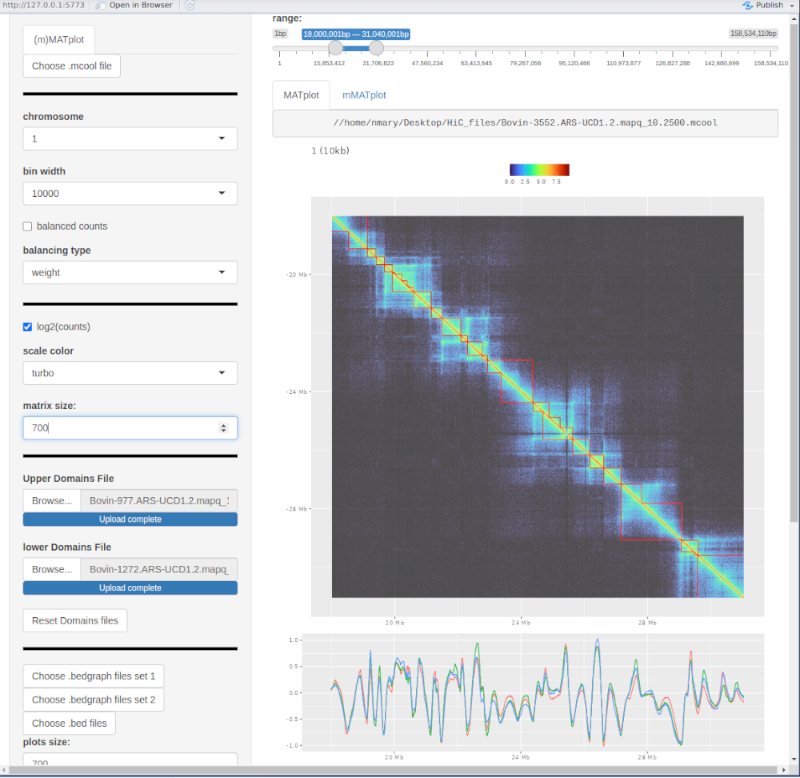 http://127.0.0.1:5773
Open in Browser
Publish
(m)MATplot
Choose .mcool file
chromosome
1
bin width
10000
balanced counts
balancing type
weight
log2(counts)
scale color
turbo
matrix size:
700
Upper Domains File
Browse... Bovin-977.ARS-UCD1.2.mapq_1
Upload complete
lower Domains File
Browse... Bovin-1272.ARS-UCD1.2.mapq_
Upload complete
Reset Domains files
Choose .bedgraph files set 1
Choose .bedgraph files set 2
Choose .bed files
plots size:
700
range:
1bp 18,000,001bp — 31,040,001bp 158,534,110bp
1 15,853,412 31,706,823 47,560,234 63,413,645 79,267,056 95,120,466 110,973,877 126,827,288 142,680,699 158,534,110
MATplot mMATplot
//home/nmary/Desktop/HiC_files/Bovin-3552.ARS-UCD1.2.mapq_10.2500.mcool
1 (10kb)
0.0 2.5 5.0 7.5
-20 Mb
-24 Mb
-28 Mb
20 Mb 24 Mb 28 Mb
1.0
0.5
0.0
-0.5
-1.0
20 Mb 24 Mb 28 Mb